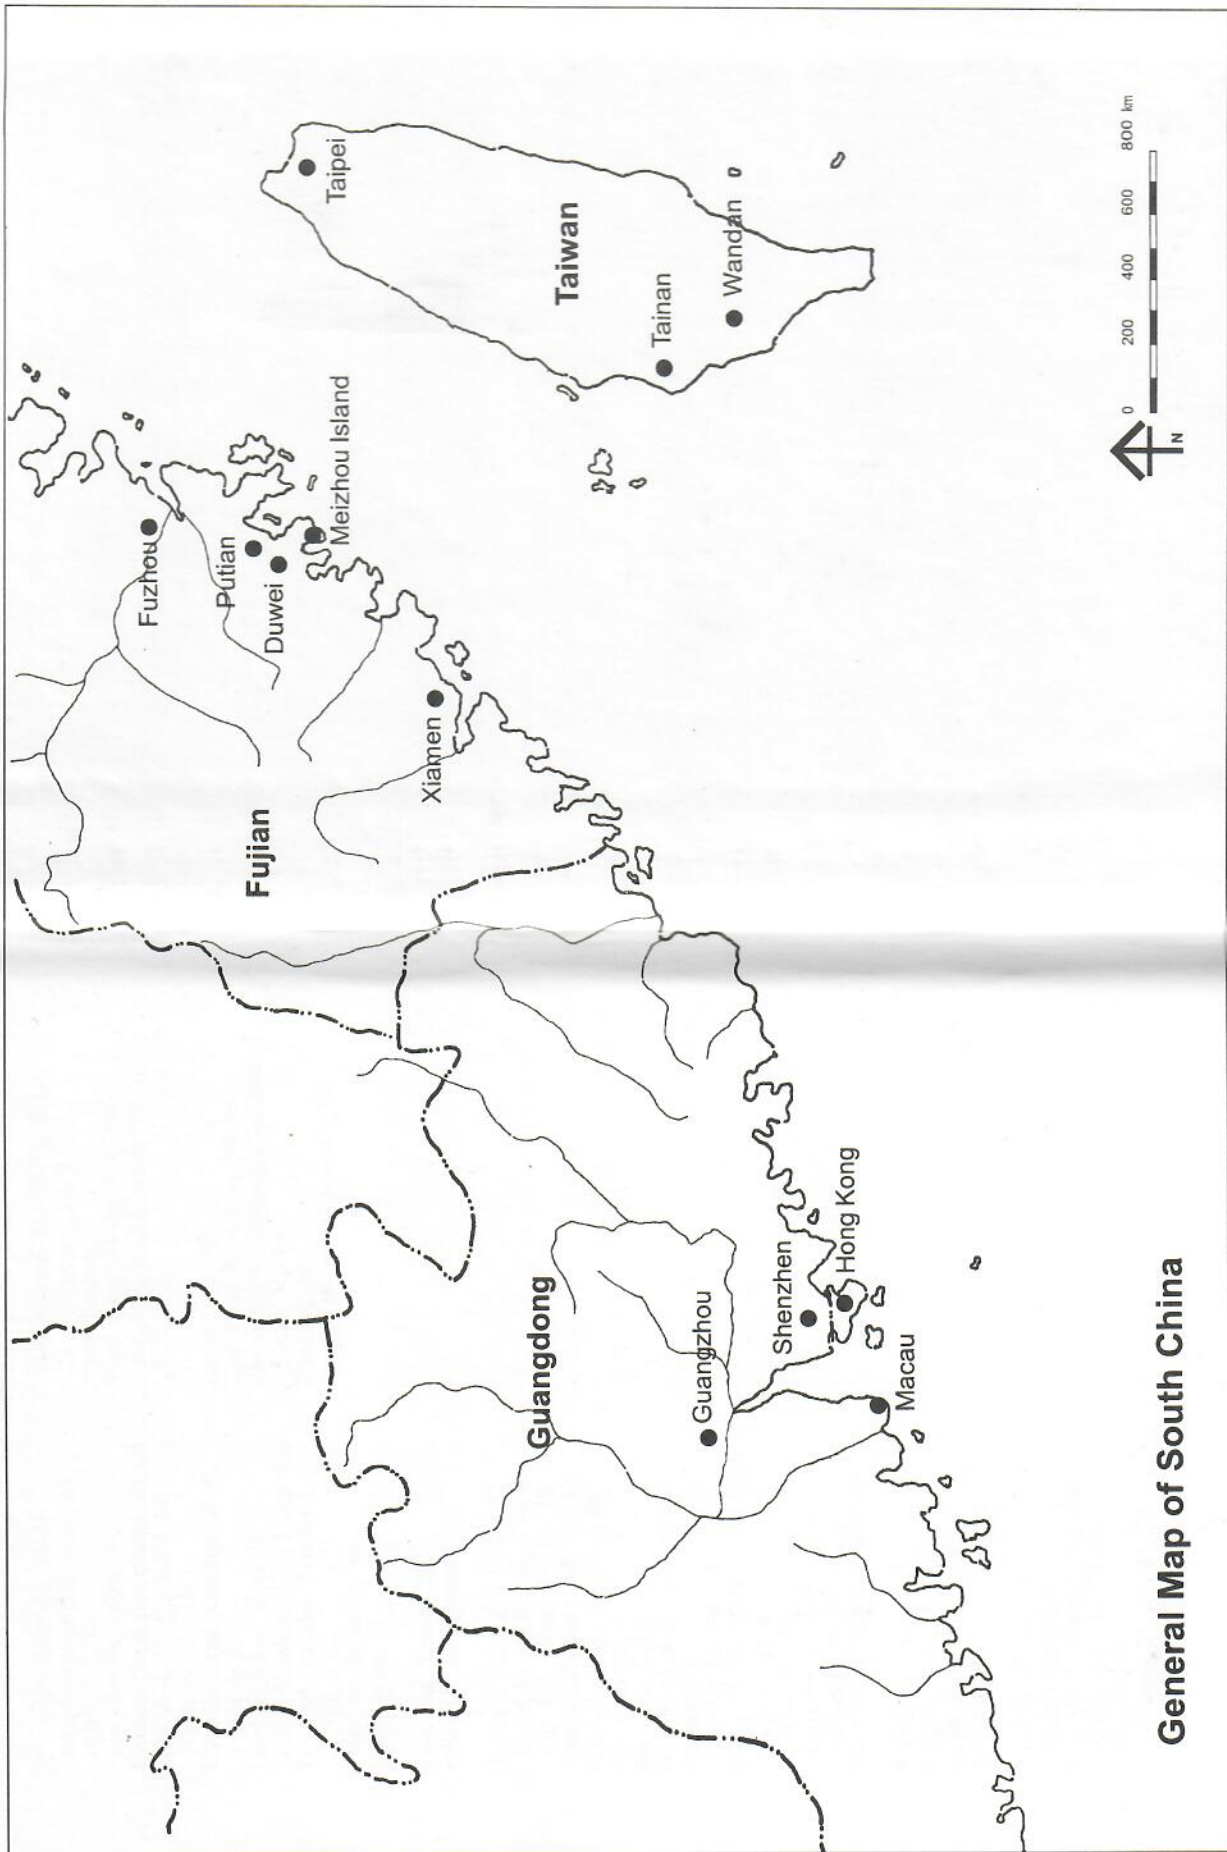 Fuzhou
Putian
Duwei
Meizhou Island
Taipei
Fujian
Xiamen
Taiwan
Tainan
Wandan
Guangdong
Guangzhou
Shenzhen
Hong Kong
Macau
General Map of South China
N
0 200 400 600 800 km